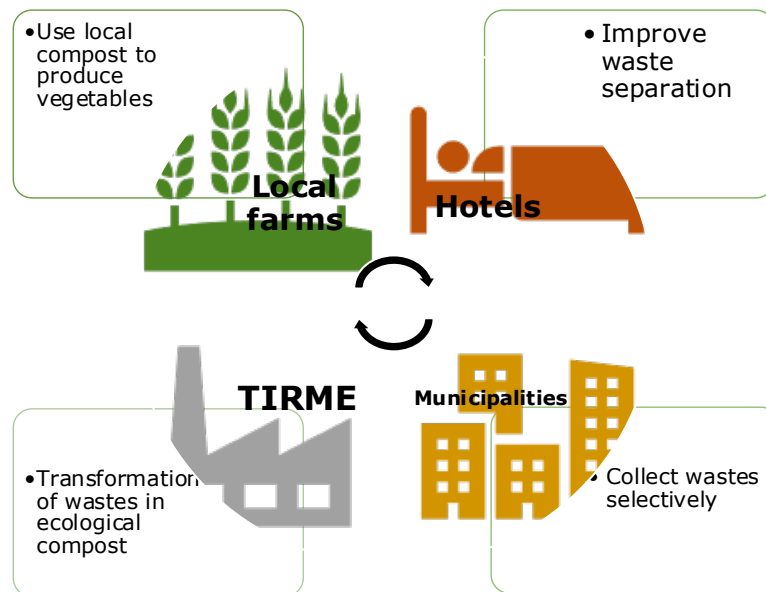 •Use local
compost to
produce
vegetables
Local
farms
• Improve
waste
separation
Hotels
TIRME
•Transformation
of wastes in
ecological
compost
Municipalities
• Collect wastes
selectively